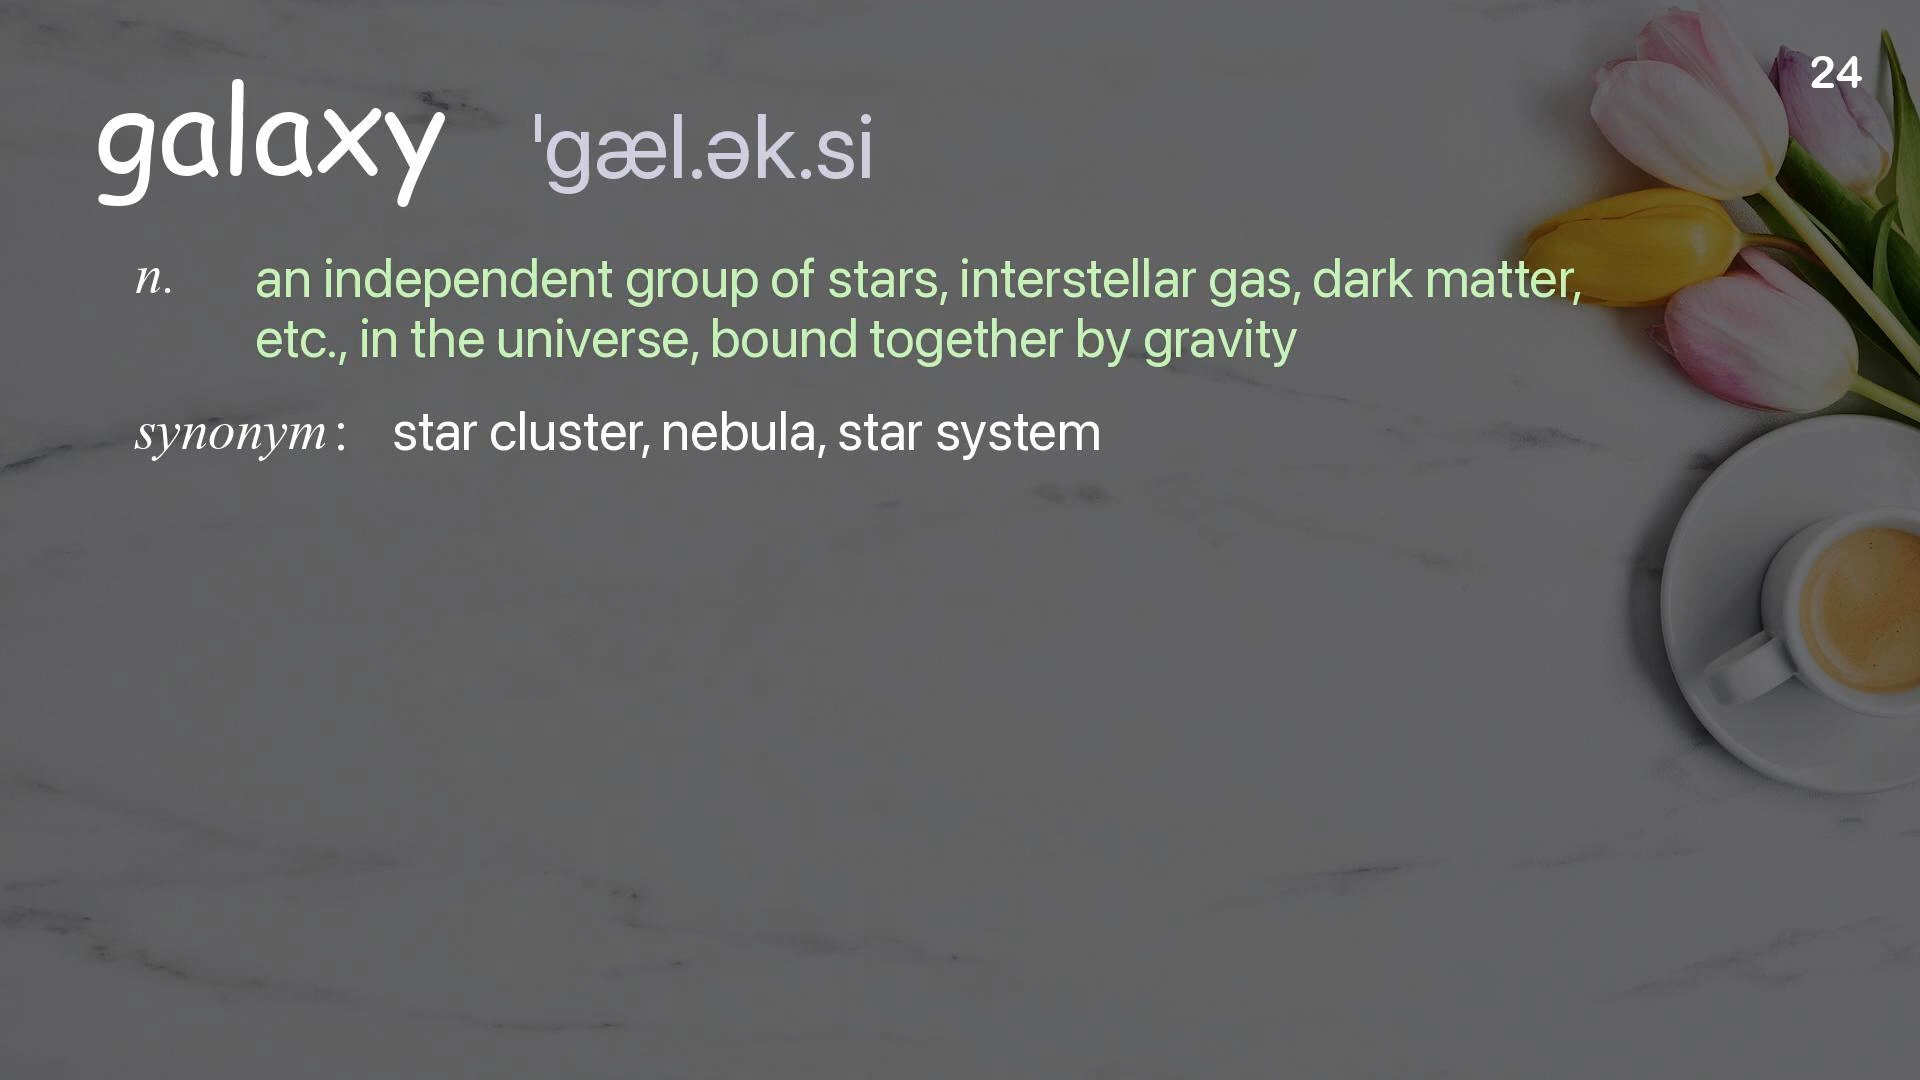 24
galaxy ˈgæl.ək.si
n. an independent group of stars, interstellar gas, dark matter,
etc., in the universe, bound together by gravity
synonym: star cluster, nebula, star system